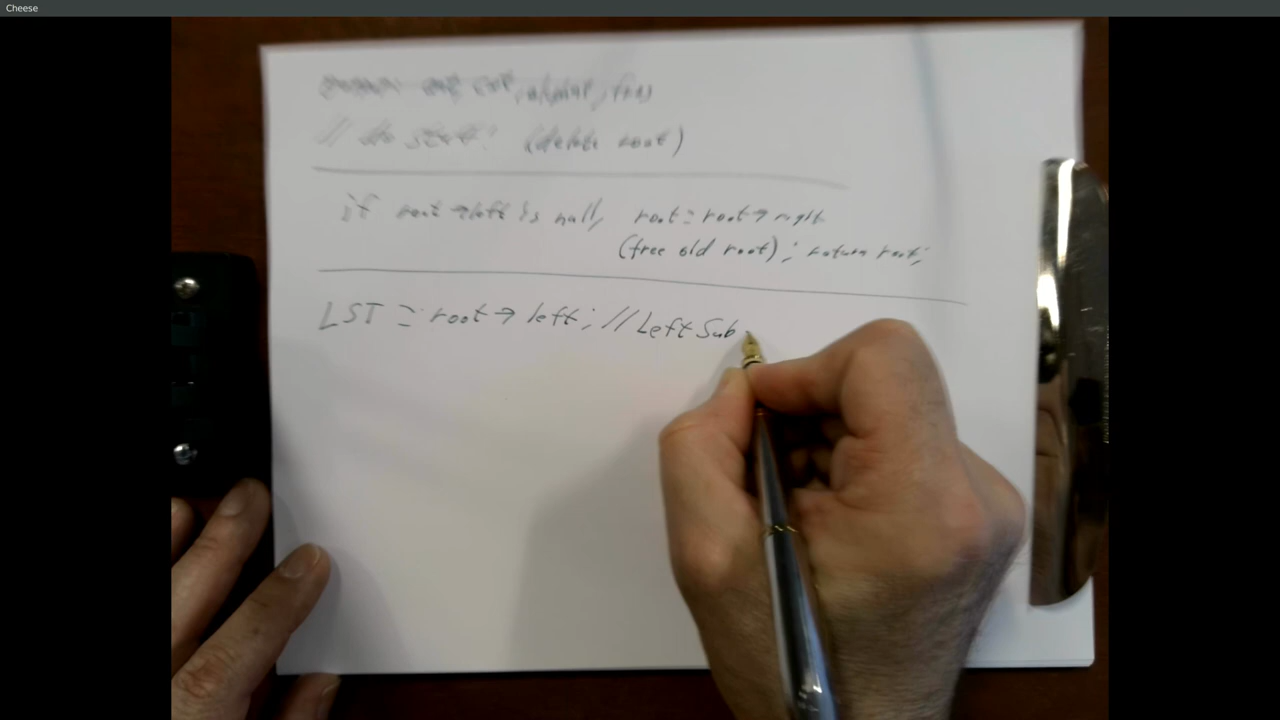 Cheese
(delete root)
if root→left is null, root=root→right
(free old root); return root;
LST = root→left; //Left Sub